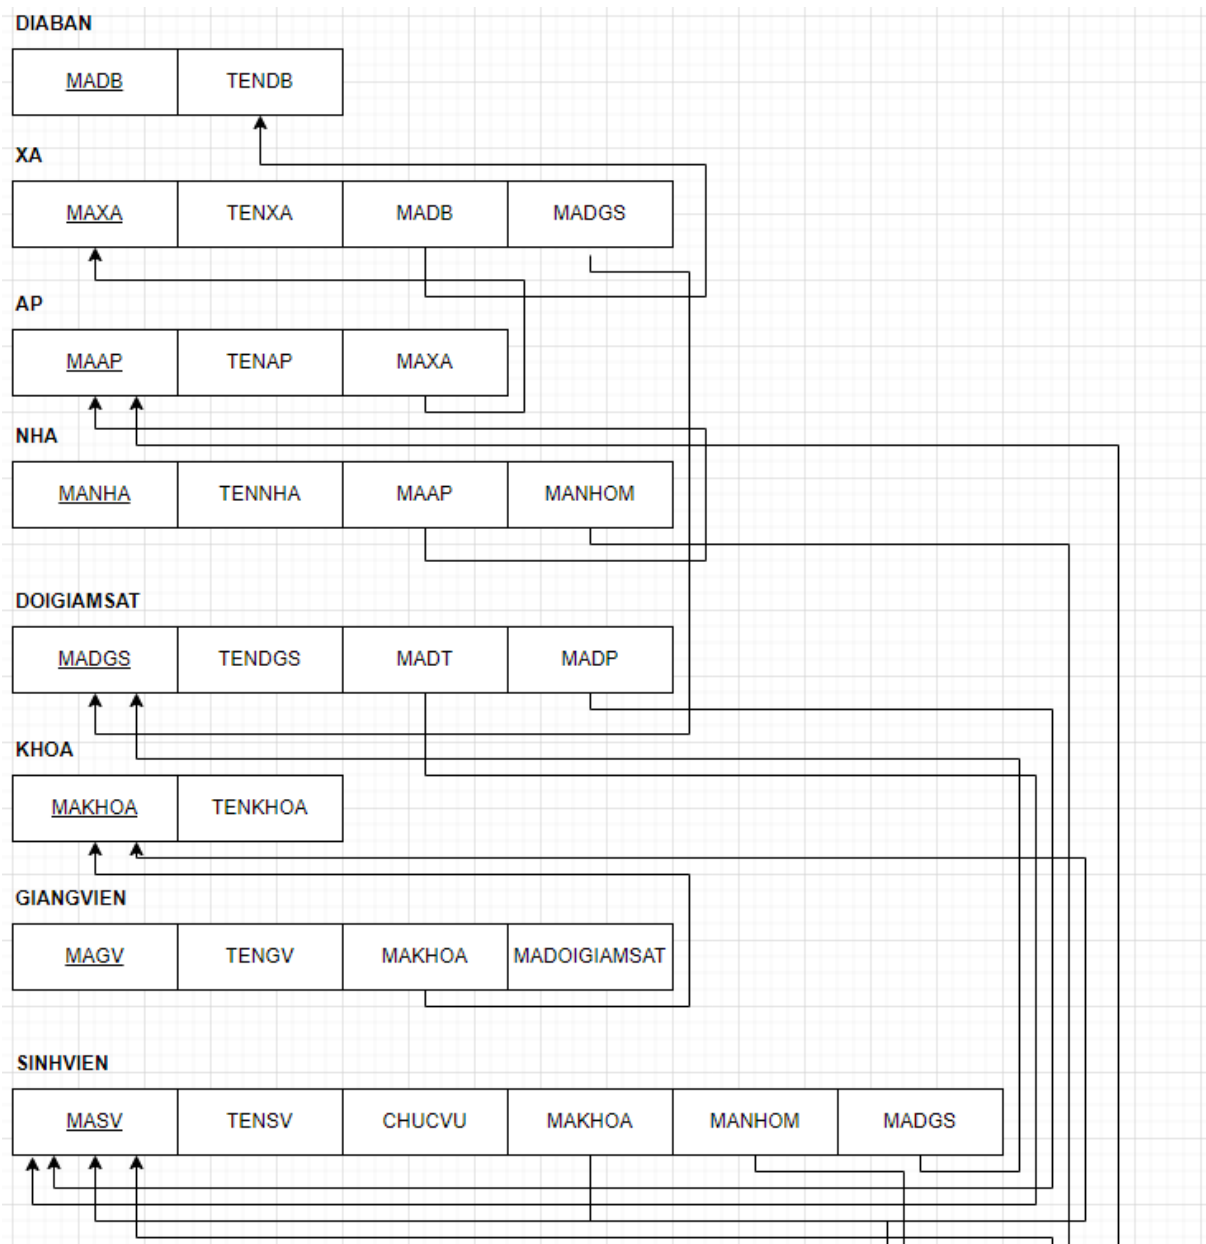 DIABAN
MADB TENDB
XA
MAXA TENXA MADB MADGS
AP
MAAP TENAP MAXA
NHA
MANHA TENNHA MAAP MANHOM
DOIGIAMSAT
MADGS TENDGS MADT MADP
KHOA
MAKHOA TENKHOA
GIANGVIEN
MAGV TENGV MAKHOA MADOIGIAMSAT
SINHVIEN
MASV TENSV CHUCVU MAKHOA MANHOM MADGS